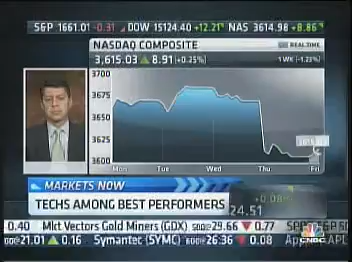 S&P 1661.01 -0.31 ▲ DOW 15124.40 +12.21▼ NAS 3614.98 +8.86▼
NASDAQ COMPOSITE
REAL-TIME
3,615.03 ▲ 8.91 (+0.25%)
1 WK [-1.23%]
3700
3675
3650
3625
3600
Mon Tue Wed Thu Fri
MARKETS NOW
TECHS AMONG BEST PERFORMERS
+0.08%
24.51
0.40 Mkt Vectors Gold Miners (GDX) 29.66 ▼ 0.77
CNBC
21.01 ▲ 0.16 Symantec (SYMC) 26.36 ▼ 0.08